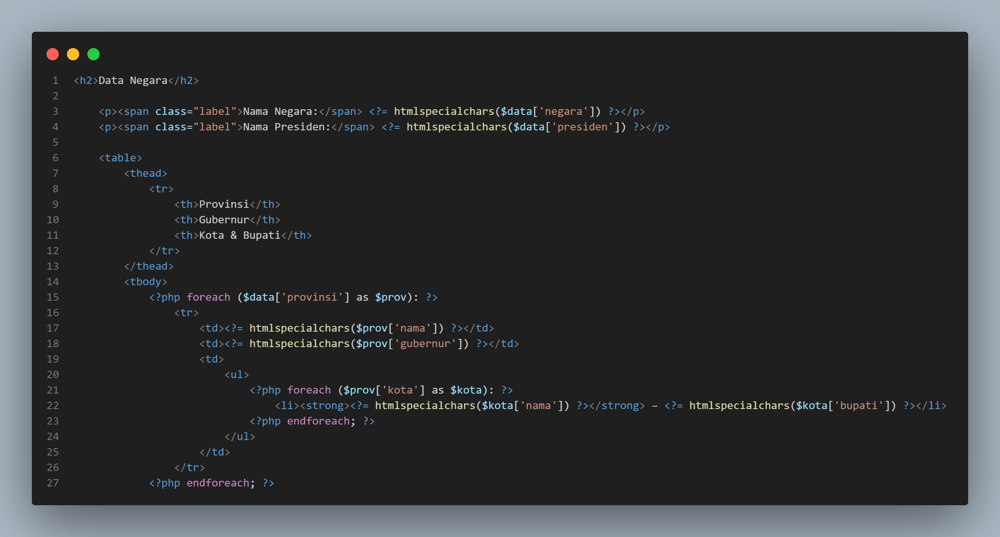 1 <h2>Data Negara</h2>
2
3     <p><span class="label">Nama Negara:</span> <?= htmlspecialchars($data['negara']) ?></p>
4     <p><span class="label">Nama Presiden:</span> <?= htmlspecialchars($data['presiden']) ?></p>
5
6     <table>
7         <thead>
8             <tr>
9                 <th>Provinsi</th>
10                 <th>Gubernur</th>
11                 <th>Kota & Bupati</th>
12             </tr>
13         </thead>
14         <tbody>
15             <?php foreach ($data['provinsi'] as $prov): ?>
16                 <tr>
17                     <td><?= htmlspecialchars($prov['nama']) ?></td>
18                     <td><?= htmlspecialchars($prov['gubernur']) ?></td>
19                     <td>
20                         <ul>
21                             <?php foreach ($prov['kota'] as $kota): ?>
22                                 <li><strong><?= htmlspecialchars($kota['nama']) ?></strong> – <?= htmlspecialchars($kota['bupati']) ?></li>
23                             <?php endforeach; ?>
24                         </ul>
25                     </td>
26                 </tr>
27             <?php endforeach; ?>